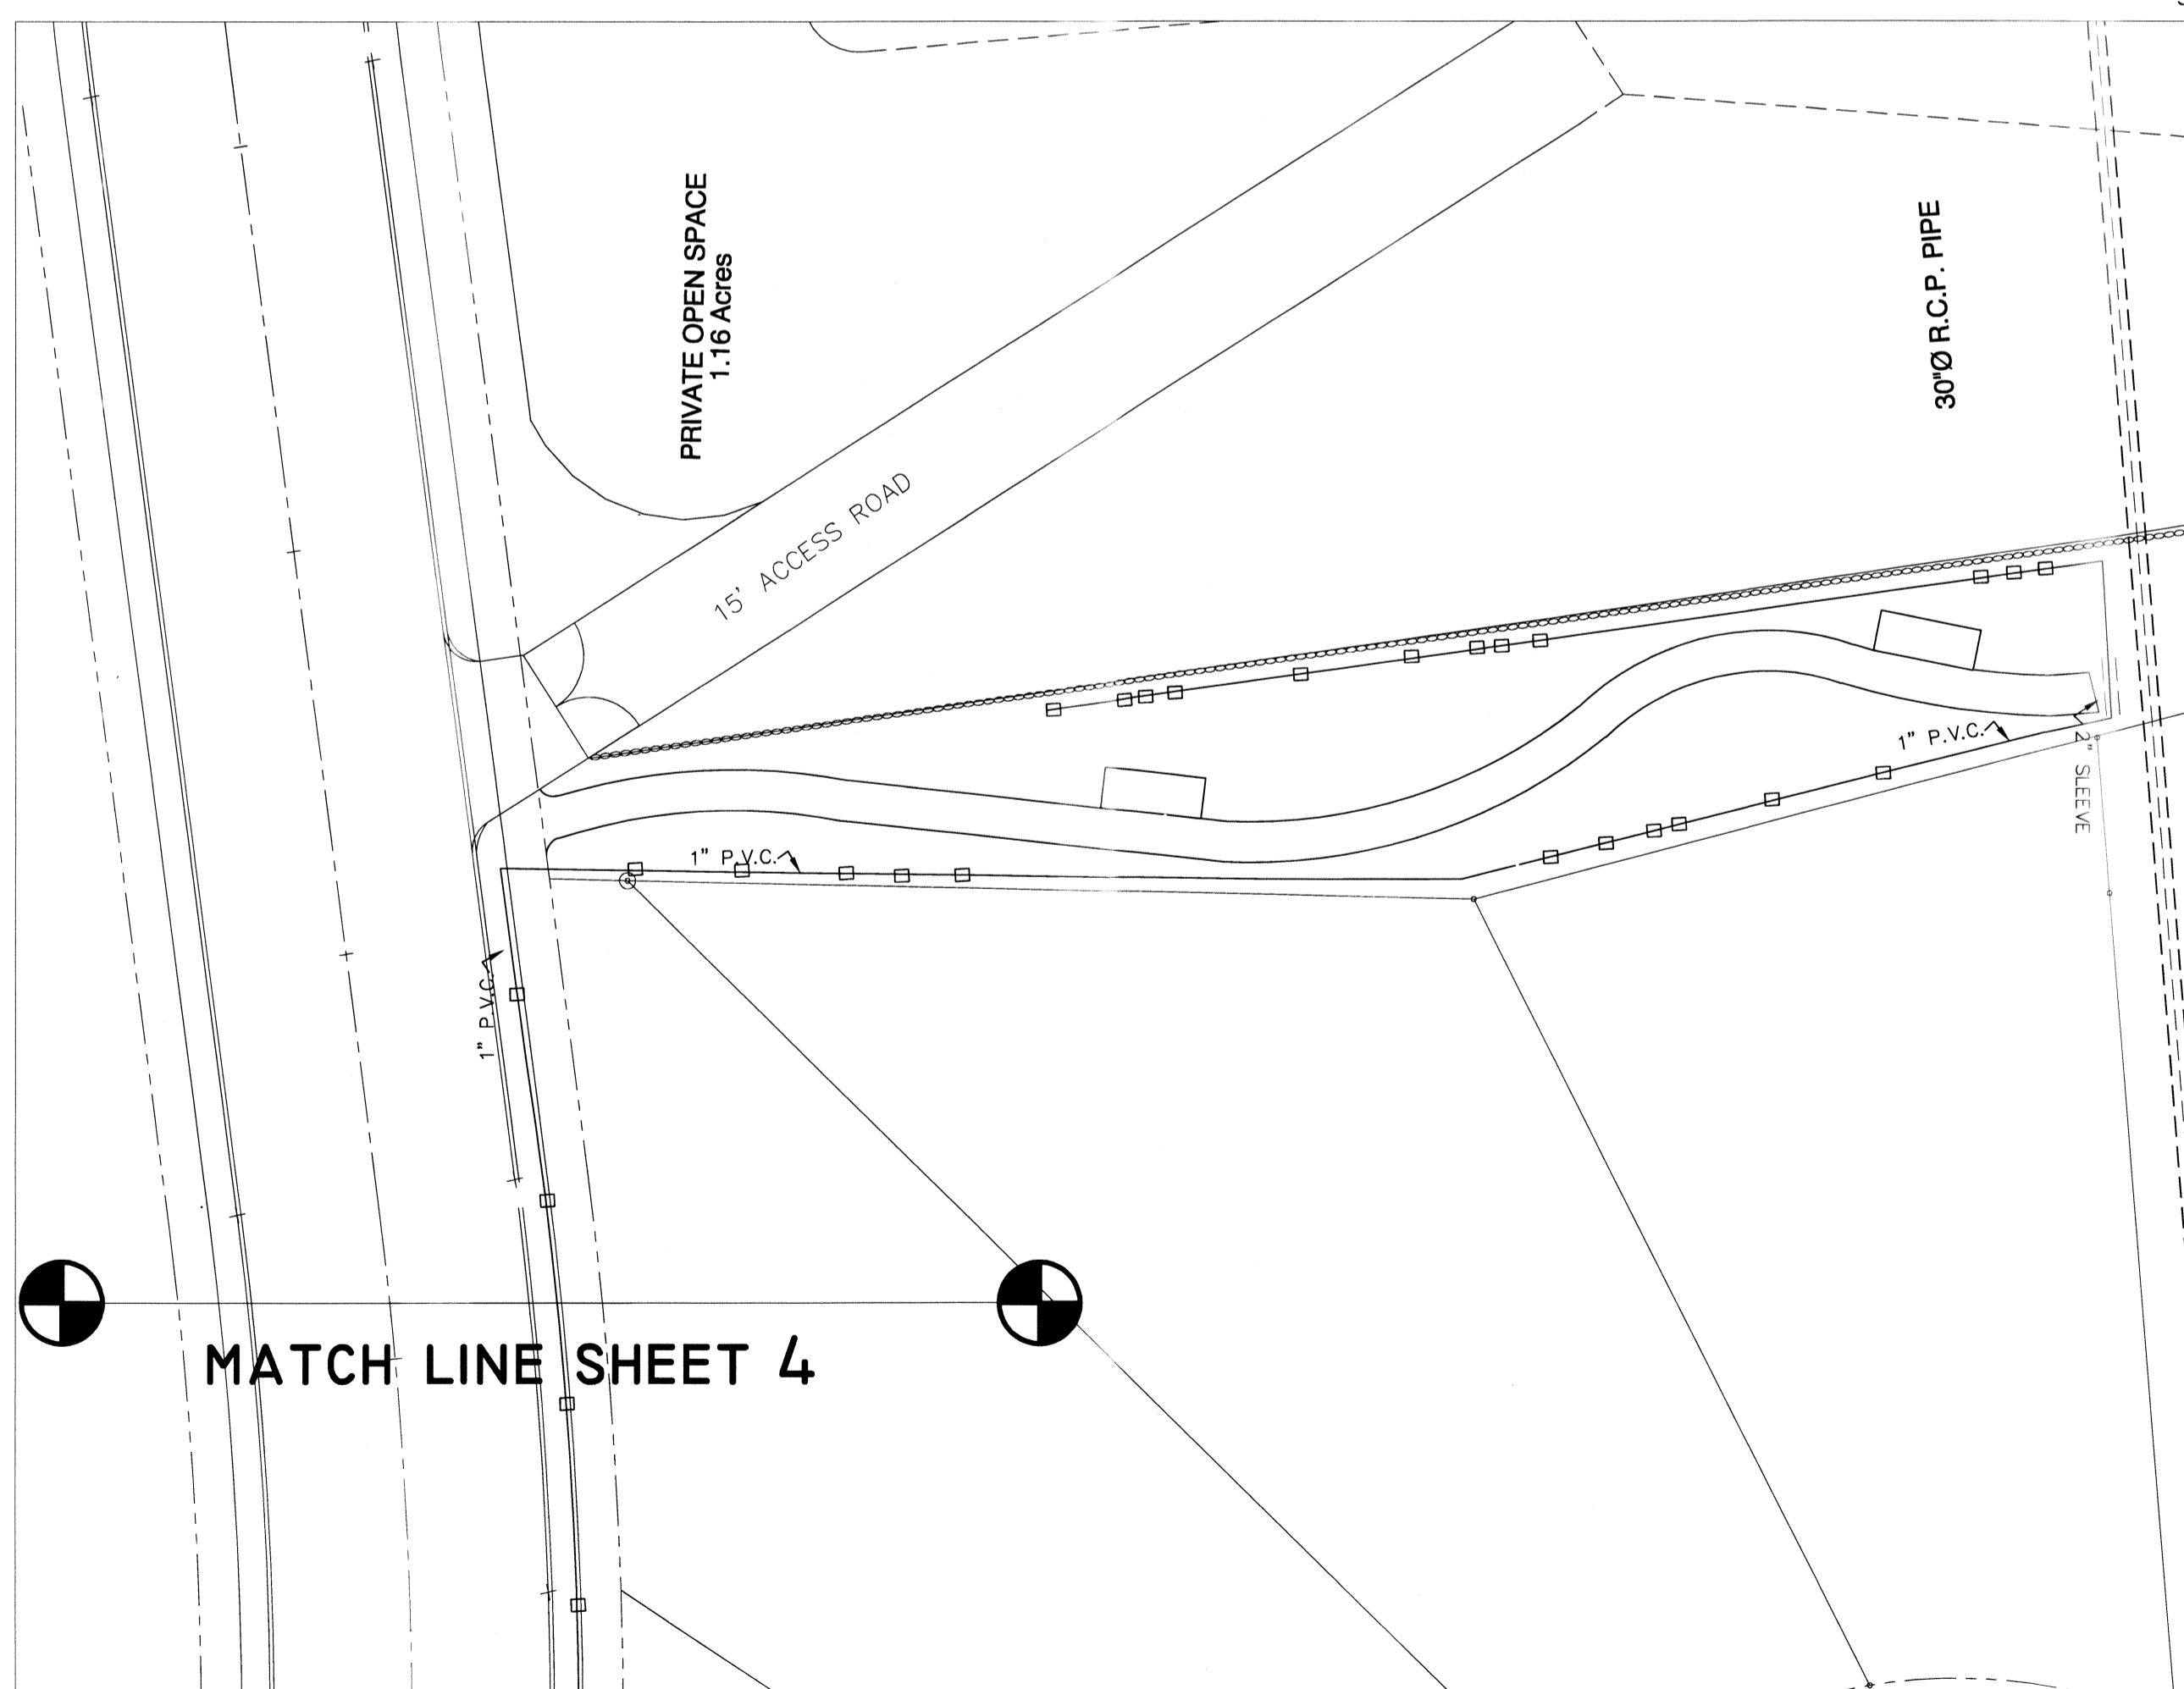 PRIVATE OPEN SPACE
1.16 Acres
30"Ø R.C.P. PIPE
15' ACCESS ROAD
1" P.V.C.
2" SLEEVE
1" P.V.C.
1" P.V.C.
MATCH LINE SHEET 4